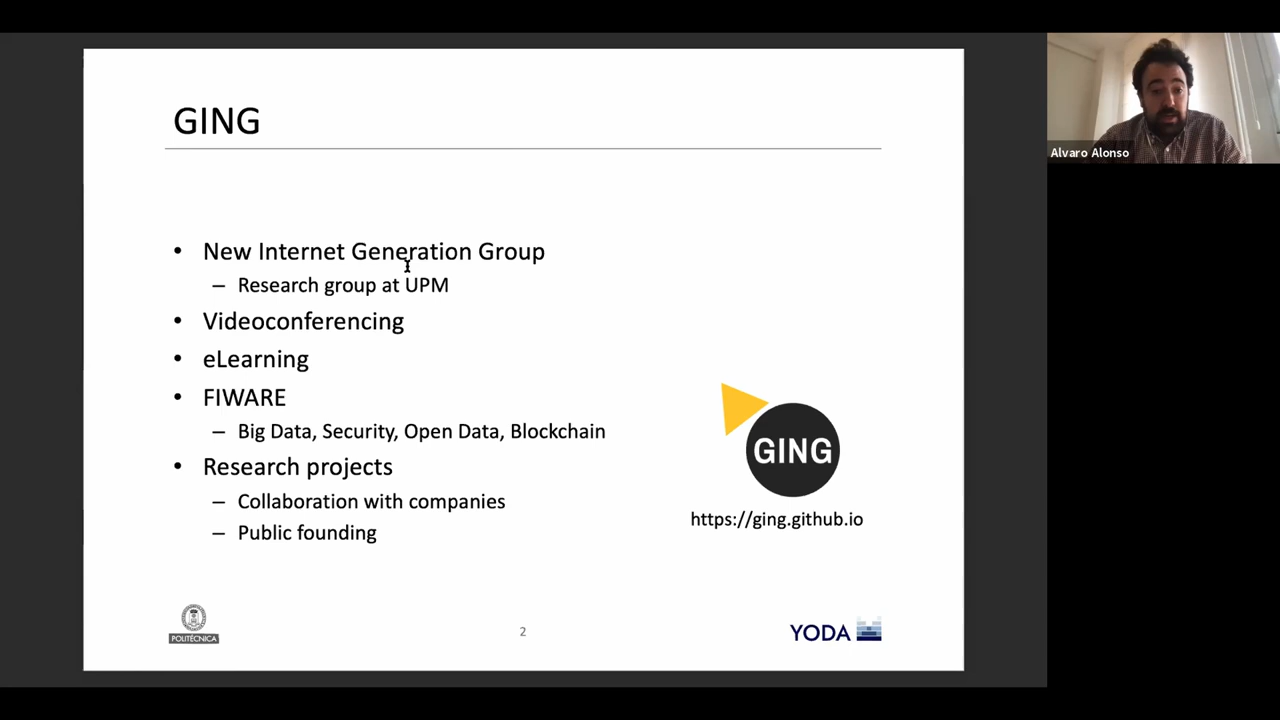 GING
• New Internet Generation Group
– Research group at UPM
• Videoconferencing
• eLearning
• FIWARE
– Big Data, Security, Open Data, Blockchain
• Research projects
– Collaboration with companies
– Public founding
GING
https://ging.github.io
POLITÉCNICA
2
YODA
Alvaro Alonso